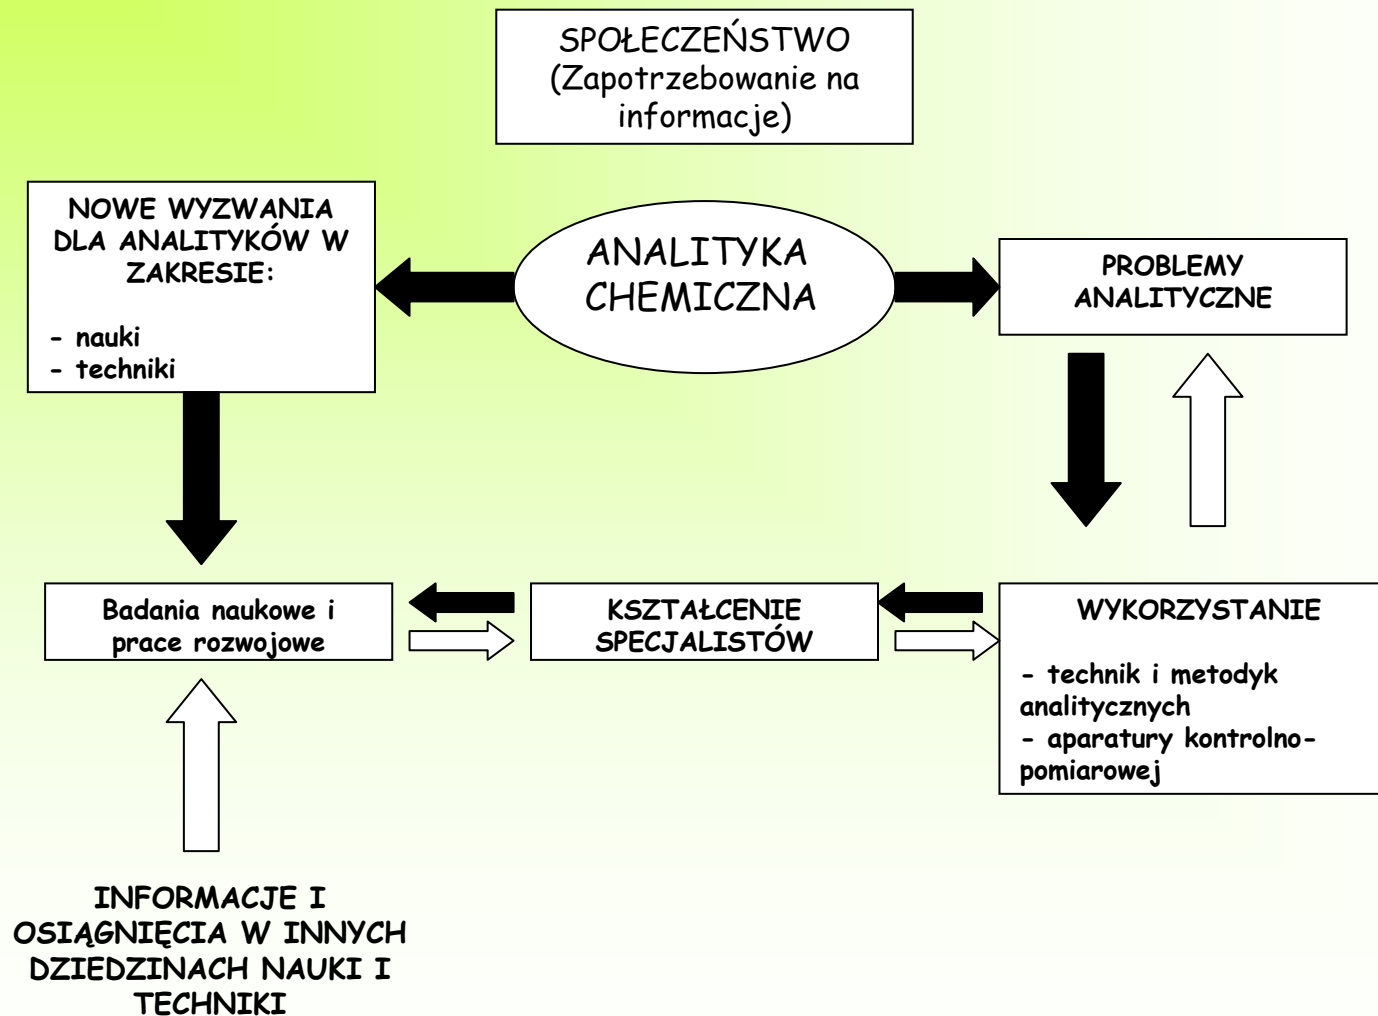 SPOŁECZEŃSTWO
(Zapotrzebowanie na
informacje)
NOWE WYZWANIA
DLA ANALITYKÓW W
ZAKRESIE:
- nauki
- techniki
ANALITYKA
CHEMICZNA
PROBLEMY
ANALITYCZNE
Badania naukowe i
prace rozwojowe
KSZTAŁCENIE
SPECJALISTÓW
WYKORZYSTANIE
- technik i metodyk
analitycznych
- aparatury kontrolno-
pomiarowej
INFORMACJE I
OSIĄGNIĘCIA W INNYCH
DZIEDZINACH NAUKI I
TECHNIKI